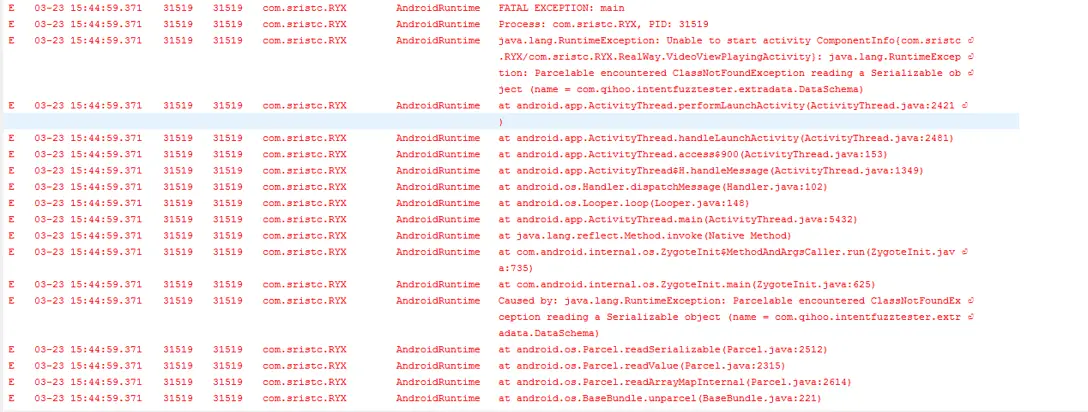 E 03-23 15:44:59.371 31519 31519 com.sristc.RYX AndroidRuntime FATAL EXCEPTION: main
E 03-23 15:44:59.371 31519 31519 com.sristc.RYX AndroidRuntime Process: com.sristc.RYX, PID: 31519
E 03-23 15:44:59.371 31519 31519 com.sristc.RYX AndroidRuntime java.lang.RuntimeException: Unable to start activity ComponentInfo{com.sristc ⏎
.RYX/com.sristc.RYX.RealWay.VideoViewPlayingActivity}: java.lang.RuntimeExcep ⏎
tion: Parcelable encountered ClassNotFoundException reading a Serializable ob ⏎
ject (name = com.qihoo.intentfuzztester.extradata.DataSchema)
E 03-23 15:44:59.371 31519 31519 com.sristc.RYX AndroidRuntime at android.app.ActivityThread.performLaunchActivity(ActivityThread.java:2421 ⏎
)
E 03-23 15:44:59.371 31519 31519 com.sristc.RYX AndroidRuntime at android.app.ActivityThread.handleLaunchActivity(ActivityThread.java:2481)
E 03-23 15:44:59.371 31519 31519 com.sristc.RYX AndroidRuntime at android.app.ActivityThread.access$900(ActivityThread.java:153)
E 03-23 15:44:59.371 31519 31519 com.sristc.RYX AndroidRuntime at android.app.ActivityThread$H.handleMessage(ActivityThread.java:1349)
E 03-23 15:44:59.371 31519 31519 com.sristc.RYX AndroidRuntime at android.os.Handler.dispatchMessage(Handler.java:102)
E 03-23 15:44:59.371 31519 31519 com.sristc.RYX AndroidRuntime at android.os.Looper.loop(Looper.java:148)
E 03-23 15:44:59.371 31519 31519 com.sristc.RYX AndroidRuntime at android.app.ActivityThread.main(ActivityThread.java:5432)
E 03-23 15:44:59.371 31519 31519 com.sristc.RYX AndroidRuntime at java.lang.reflect.Method.invoke(Native Method)
E 03-23 15:44:59.371 31519 31519 com.sristc.RYX AndroidRuntime at com.android.internal.os.ZygoteInit$MethodAndArgsCaller.run(ZygoteInit.jav ⏎
a:735)
E 03-23 15:44:59.371 31519 31519 com.sristc.RYX AndroidRuntime at com.android.internal.os.ZygoteInit.main(ZygoteInit.java:625)
E 03-23 15:44:59.371 31519 31519 com.sristc.RYX AndroidRuntime Caused by: java.lang.RuntimeException: Parcelable encountered ClassNotFoundEx ⏎
ception reading a Serializable object (name = com.qihoo.intentfuzztester.extr ⏎
adata.DataSchema)
E 03-23 15:44:59.371 31519 31519 com.sristc.RYX AndroidRuntime at android.os.Parcel.readSerializable(Parcel.java:2512)
E 03-23 15:44:59.371 31519 31519 com.sristc.RYX AndroidRuntime at android.os.Parcel.readValue(Parcel.java:2315)
E 03-23 15:44:59.371 31519 31519 com.sristc.RYX AndroidRuntime at android.os.Parcel.readArrayMapInternal(Parcel.java:2614)
E 03-23 15:44:59.371 31519 31519 com.sristc.RYX AndroidRuntime at android.os.BaseBundle.unparcel(BaseBundle.java:221)